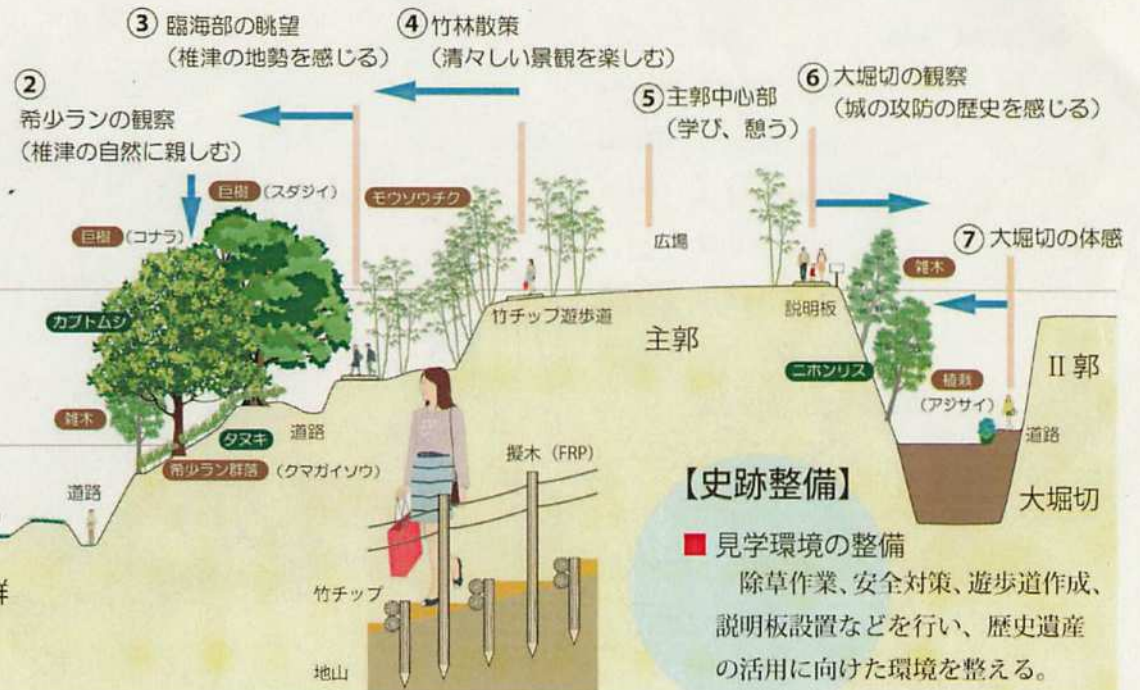 ③ 臨海部の眺望
(椎津の地勢を感じる)
④ 竹林散策
(清々しい景観を楽しむ)
②
希少ランの観察
(椎津の自然に親しむ)
⑤ 主郭中心部
(学び、憩う)
⑥ 大堀切の観察
(城の攻防の歴史を感じる)
巨樹 (スダジイ)
モウソウチク
巨樹 (コナラ)
広場
⑦ 大堀切の体感
雑木
カブトムシ
竹チップ遊歩道
説明板
主郭
II 郭
ニホンリス
植栽
(アジサイ)
雑木
タヌキ
道路
道路
希少ラン群落 (クマガイソウ)
擬木 (FRP)
道路
大堀切
【史跡整備】
■ 見学環境の整備
除草作業、安全対策、遊歩道作成、
説明板設置などを行い、歴史遺産
の活用に向けた環境を整える。
群
竹チップ
地山